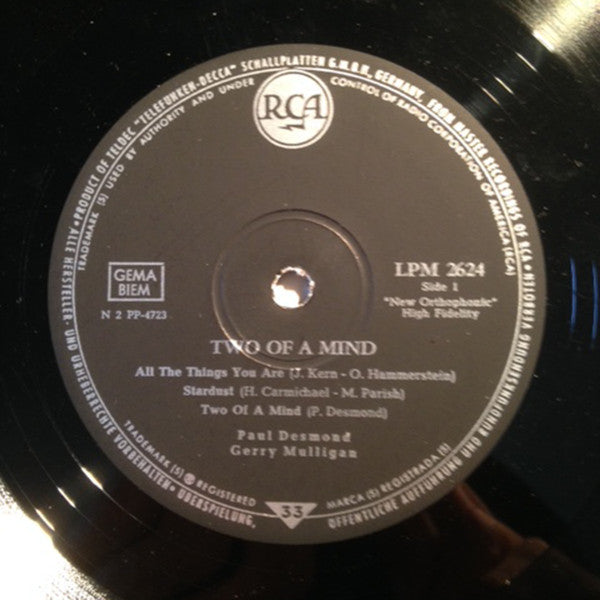 • PRODUCT OF TELDEC "TELEFUNKEN-DECCA" SCHALLPLATTEN G.M.B.H., GERMANY, FROM MASTER RECORDINGS OF RCA •
TRADEMARK (S) USED BY AUTHORITY AND UNDER CONTROL OF RADIO CORPORATION OF AMERICA (RCA)
RCA
GEMA
BIEM
N 2 PP-4723
LPM 2624
Side 1
"New Orthophonic"
High Fidelity
TWO OF A MIND
All The Things You Are (J. Kern - O. Hammerstein)
Stardust (H. Carmichael - M. Parish)
Two Of A Mind (P. Desmond)
Paul Desmond
Gerry Mulligan
TRADEMARK (S) ® REGISTERED
MARCA (S) REGISTRADA (S)
33
ALLE HERSTELLER- UND URHEBERRECHTE VORBEHALTEN • ÜBERSPIELUNG, ÖFFENTLICHE AUFFÜHRUNG UND RUNDFUNKSENDUNG VERBOTEN